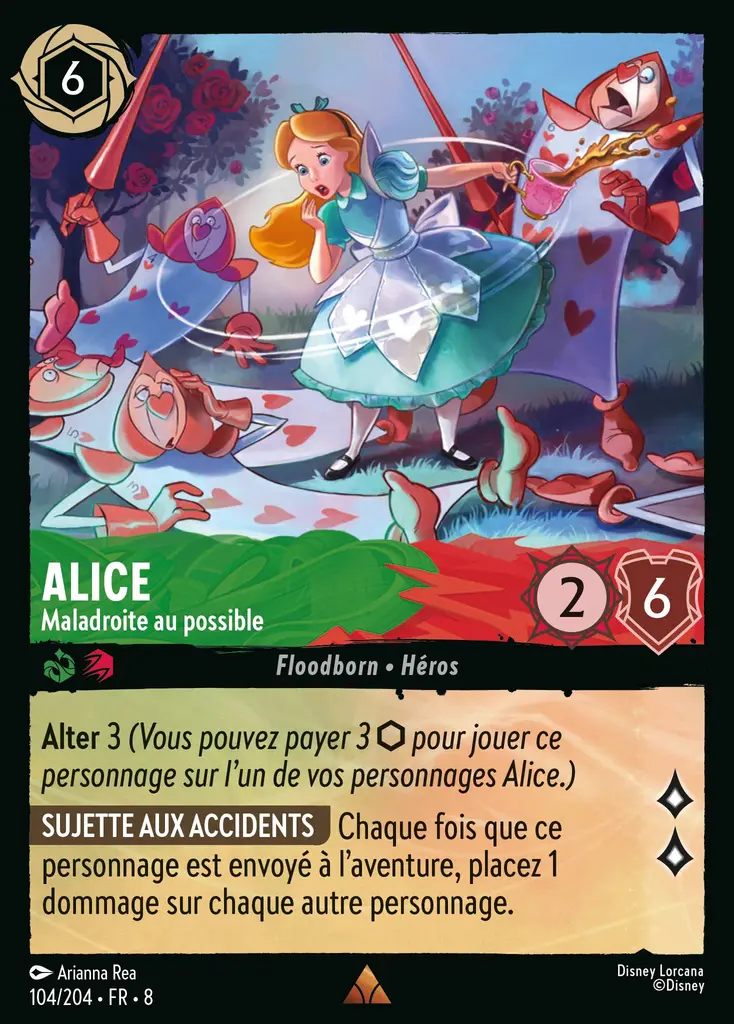 6
ALICE
Maladroite au possible
2
6
Floodborn • Héros
Alter 3 (Vous pouvez payer 3 ⬡ pour jouer ce
personnage sur l'un de vos personnages Alice.)
SUJETTE AUX ACCIDENTS Chaque fois que ce
personnage est envoyé à l'aventure, placez 1
dommage sur chaque autre personnage.
Arianna Rea
104/204 • FR • 8
Disney Lorcana
©Disney